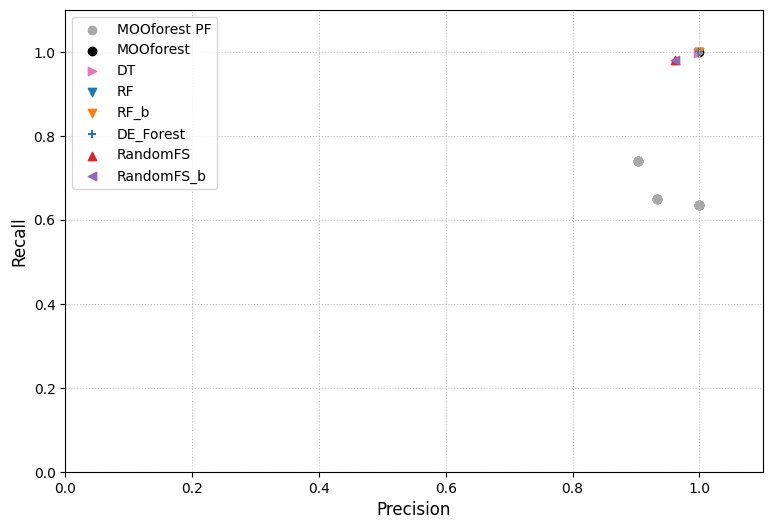 MOOforest PF
MOOforest
DT
RF
RF_b
DE_Forest
RandomFS
RandomFS_b
1.0
0.8
0.6
0.4
0.2
0.0
Recall
0.0 0.2 0.4 0.6 0.8 1.0
Precision